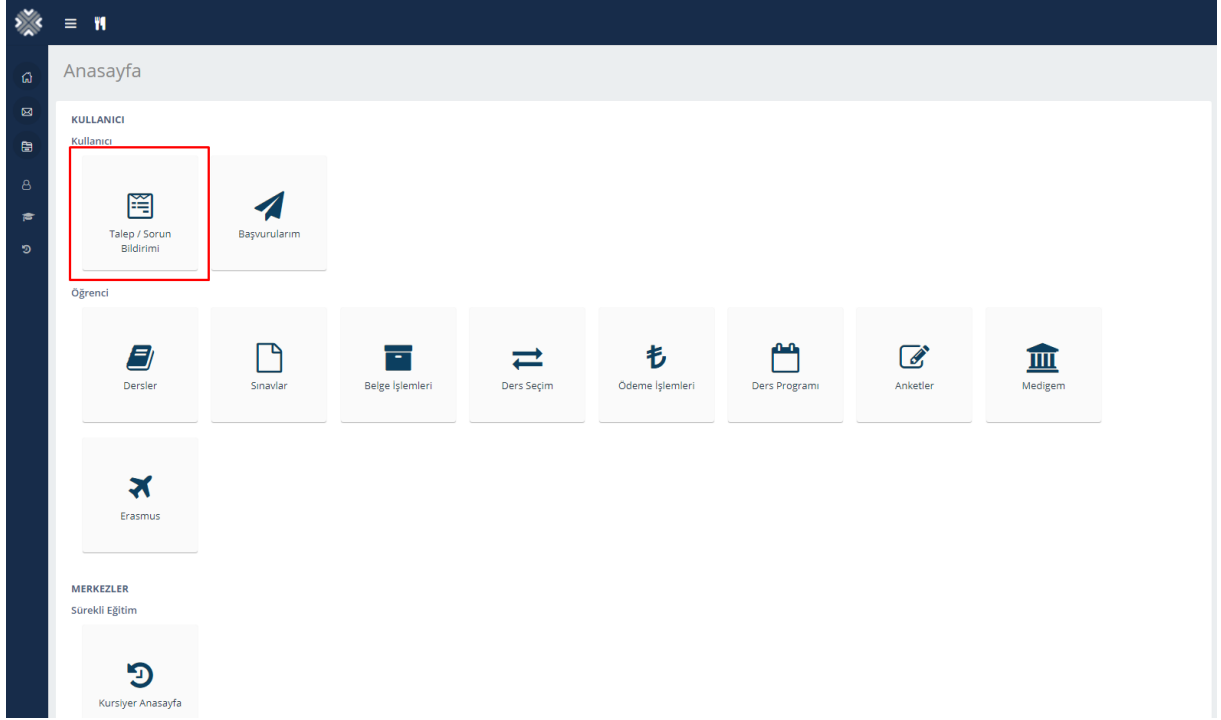 Anasayfa
KULLANICI
Kullanıcı
Talep / Sorun
Bildirimi
Başvurularım
Öğrenci
Dersler
Sınavlar
Belge İşlemleri
Ders Seçim
Ödeme İşlemleri
Ders Programı
Anketler
Medigem
Erasmus
MERKEZLER
Sürekli Eğitim
Kursiyer Anasayfa